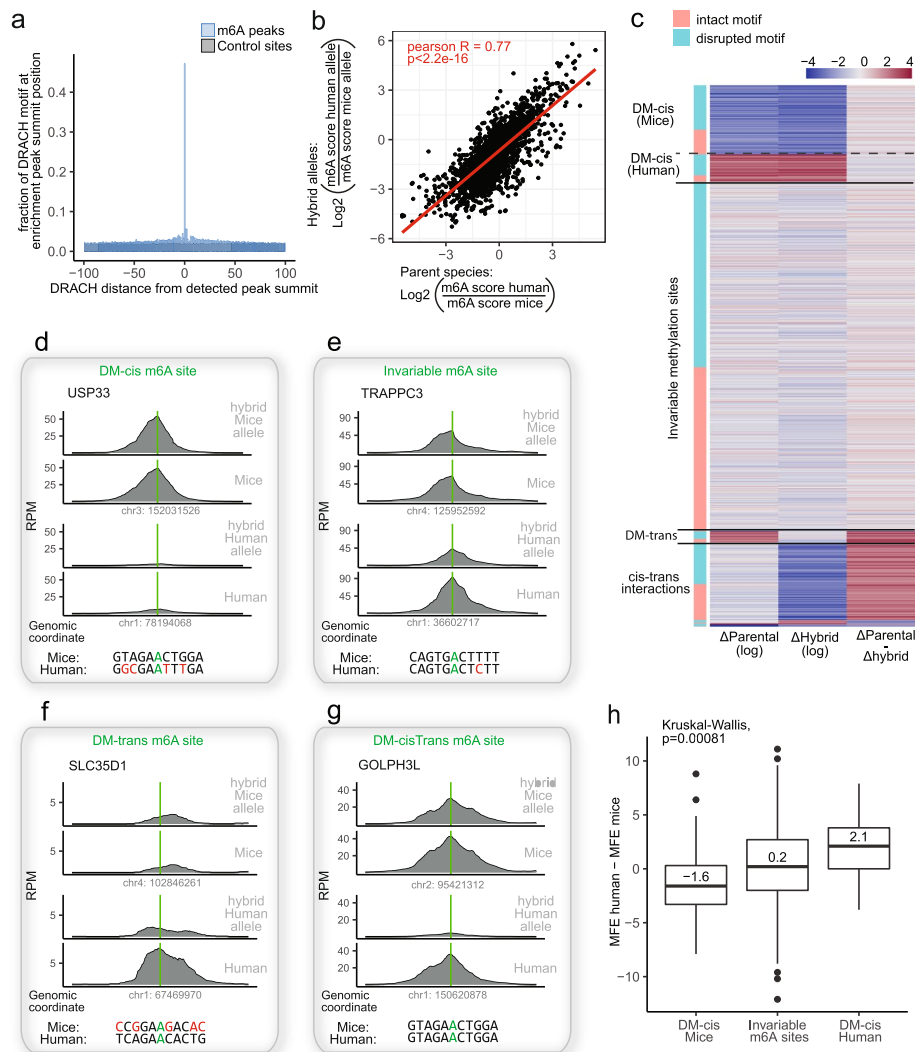 a
m6A peaks
Control sites
fraction of DRACH motif at
enrichment peak summit position
0.4
0.3
0.2
0.1
0.0
−100
−50
0
50
100
DRACH distance from detected peak summit
b
pearson R = 0.77
p<2.2e-16
Hybrid alleles:
Log2 ( m6A score human allele / m6A score mice allele )
6
3
0
−3
−6
−3
0
3
Parent species:
Log2 ( m6A score human / m6A score mice )
c
intact motif
disrupted motif
−4
−2
0
2
4
DM-cis
(Mice)
DM-cis
(Human)
Invariable methylation sites
DM-trans
cis-trans
interactions
ΔParental
(log)
ΔHybrid
(log)
ΔParental
-
Δhybrid
d
DM-cis m6A site
USP33
RPM
50
25
hybrid
Mice
allele
50
25
Mice
chr3: 152031526
50
25
hybrid
Human
allele
50
25
Human
Genomic
coordinate
chr1: 78194068
Mice: GTAGAACTGGA
Human: GGCGAATTTGA
e
Invariable m6A site
TRAPPC3
RPM
90
45
hybrid
Mice
allele
90
45
Mice
chr4: 125952592
90
45
hybrid
Human
allele
90
45
Human
Genomic
coordinate
chr1: 36602717
Mice: CAGTGACTTTT
Human: CAGTGACTCTT
f
DM-trans m6A site
SLC35D1
RPM
5
hybrid
Mice
allele
5
Mice
chr4: 102846261
5
hybrid
Human
allele
5
Human
Genomic
coordinate
chr1: 67469970
Mice: CCGGAAGACAC
Human: TCAGAACACTG
g
DM-cisTrans m6A site
GOLPH3L
RPM
40
20
hybrid
Mice
allele
40
20
Mice
chr2: 95421312
40
20
hybrid
Human
allele
40
20
Human
Genomic
coordinate
chr1: 150620878
Mice: GTAGAACTGGA
Human: GTAGAACTGGA
h
Kruskal-Wallis,
p=0.00081
MFE human − MFE mice
10
5
0
−5
−10
−1.6
0.2
2.1
DM-cis
Mice
Invariable
m6A sites
DM-cis
Human